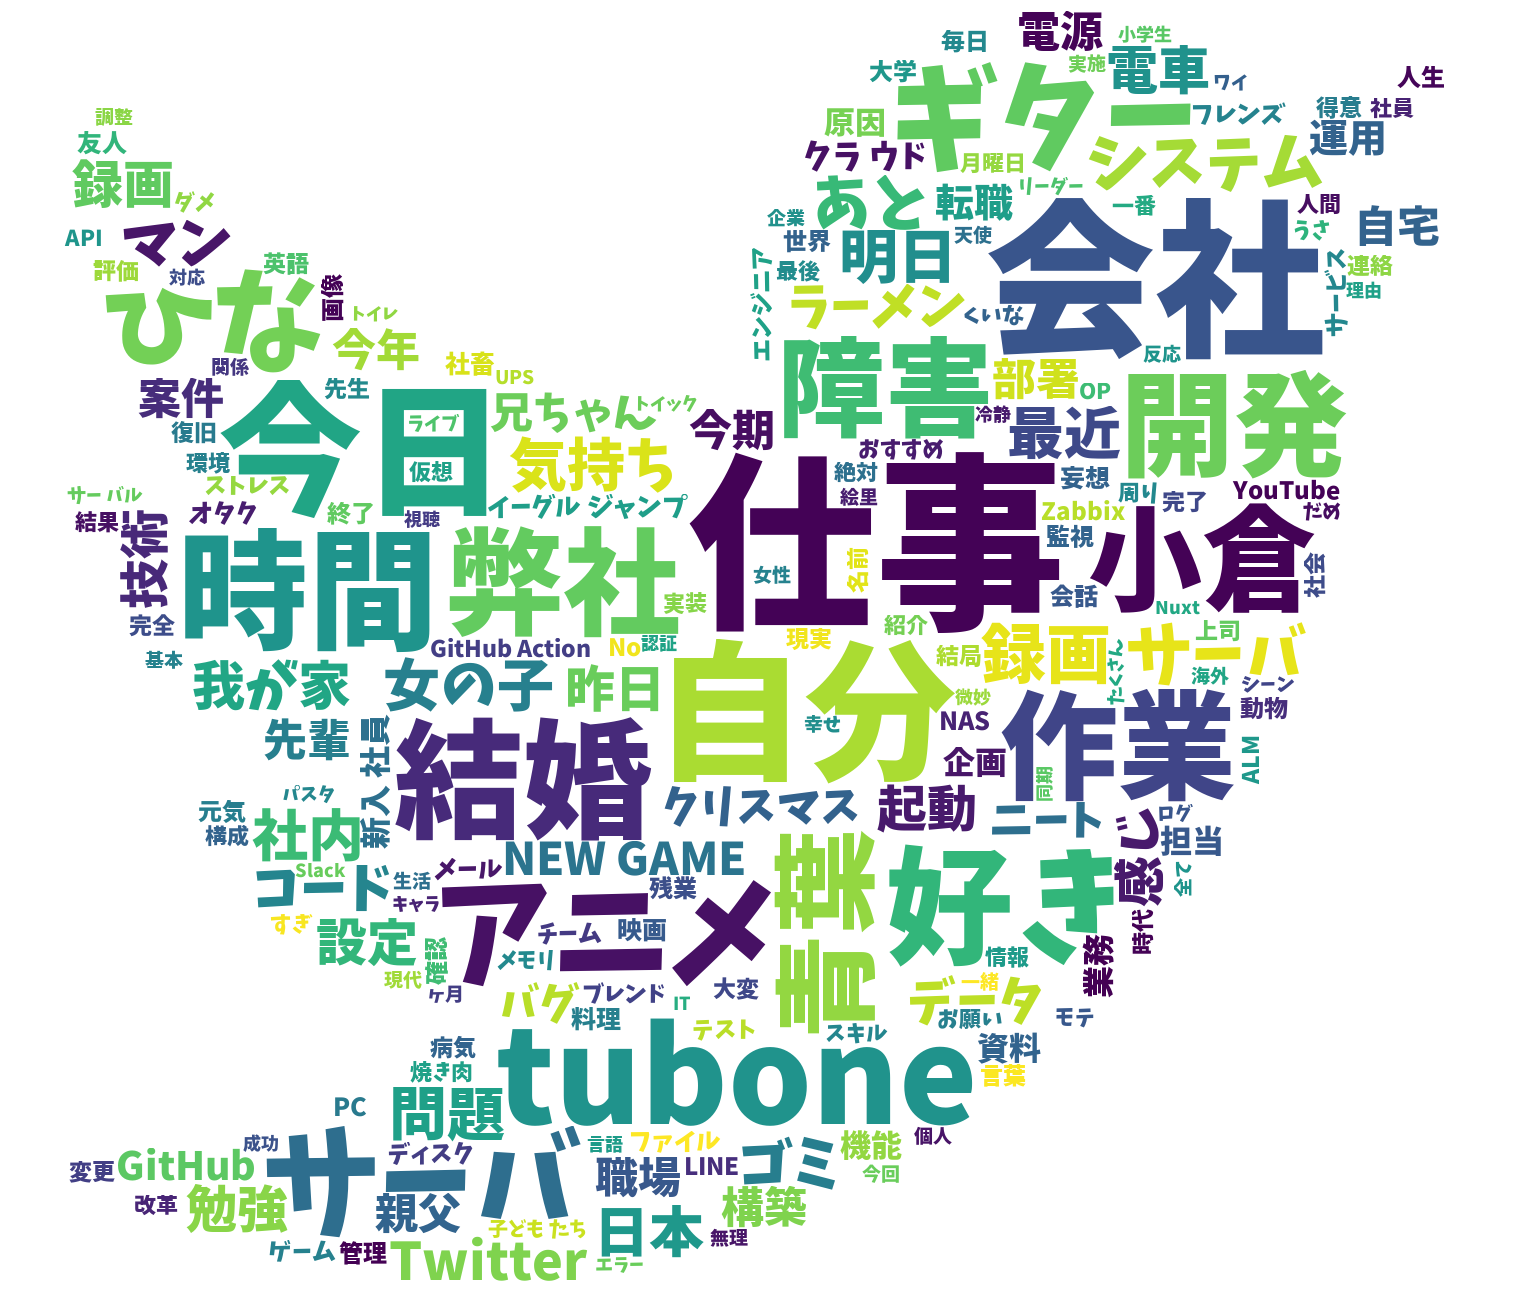 電源
毎日
小学生
大学
実施
電車
ワイ
人生
ギター
フレンズ
得意
社員
原因
運用
クラウド
月曜日
システム
調整
友人
録画
ダメ
あと
転職
リーダー
一番
人間
企業
世界
明日
天使
会社
うさ
自宅
API
マン
評価
対応
英語
最後
エンジニア
サービス
連絡
理由
ひな
画像
トイレ
ラーメン
くいな
今年
関係
社畜
UPS
障害
反応
部署
OP
開発
案件
先生
今日
ライブ
兄ちゃん
トイック
今期
冷静
最近
復旧
環境
仮想
気持ち
おすすめ
絶対
妄想
ストレス
サーバル
結果
オタク
終了
視聴
イーグルジャンプ
仕事
絵里
周り
完了
YouTube
だめ
Zabbix
監視
小倉
技術
時間
弊社
女性
名前
社会
会話
Nuxt
実装
完全
基本
GitHub Action
No
認証
現実
紹介
上司
結局
録画サーバ
たくさん
海外
シーン
動物
我が家
女の子
昨日
自分
微妙
幸せ
NAS
作業
先輩
新入社員
結婚
企画
ALM
同期
パスタ
元気
構成
社内
クリスマス
起動
ニート
感じ
ログ
担当
コード
Slack
生活
キャラ
メール
NEW GAME
残業
青葉
好き
全て
すぎ
設定
確認
アニメ
チーム
映画
メモリ
時代
業務
情報
現代
ヶ月
バグ
ブレンド
料理
IT
大変
データ
一緒
お願い
モテ
テスト
スキル
病気
焼き肉
tubone
資料
言葉
PC
問題
成功
変更
GitHub
サーバ
ディスク
言語
ファイル
ゴミ
機能
個人
職場
LINE
今回
改革
勉強
親父
構築
子どもたち
日本
無理
ゲーム
管理
Twitter
エラー